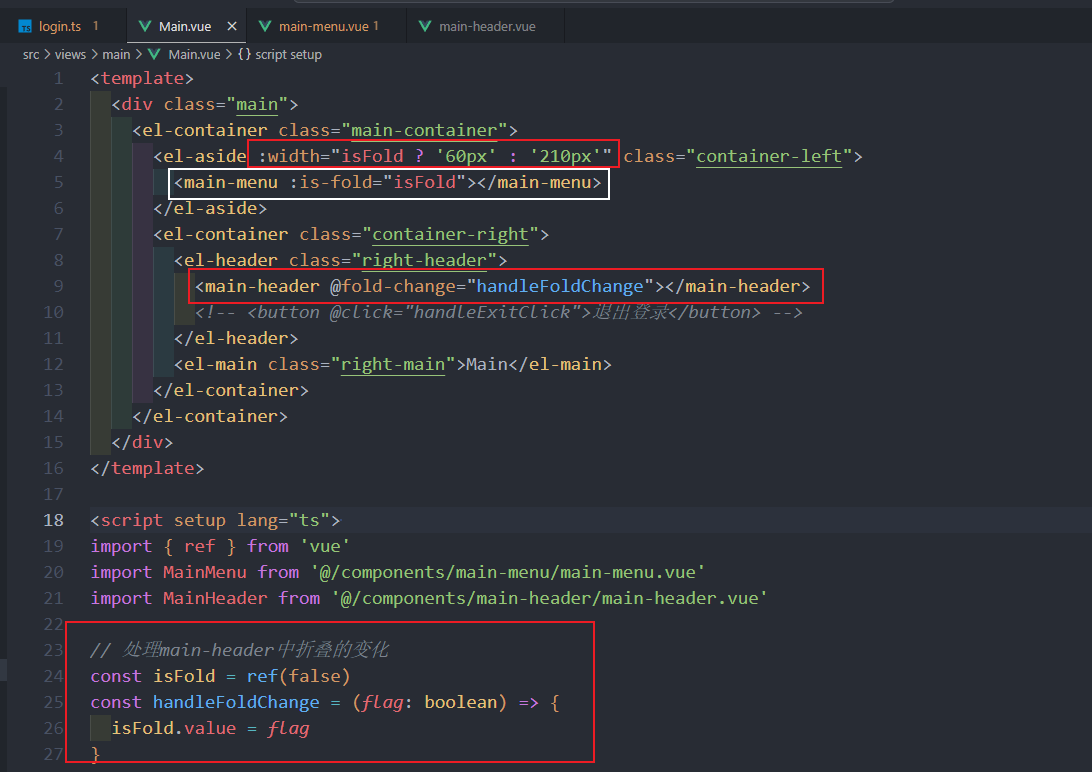 login.ts 1 Main.vue × main-menu.vue 1 main-header.vue
src > views > main > Main.vue > {} script setup
1 <template>
2 <div class="main">
3 <el-container class="main-container">
4 <el-aside :width="isFold ? '60px' : '210px'" class="container-left">
5 <main-menu :is-fold="isFold"></main-menu>
6 </el-aside>
7 <el-container class="container-right">
8 <el-header class="right-header">
9 <main-header @fold-change="handleFoldChange"></main-header>
10 <!-- <button @click="handleExitClick">退出登录</button> -->
11 </el-header>
12 <el-main class="right-main">Main</el-main>
13 </el-container>
14 </el-container>
15 </div>
16 </template>
17
18 <script setup lang="ts">
19 import { ref } from 'vue'
20 import MainMenu from '@/components/main-menu/main-menu.vue'
21 import MainHeader from '@/components/main-header/main-header.vue'
22
23 // 处理main-header中折叠的变化
24 const isFold = ref(false)
25 const handleFoldChange = (flag: boolean) => {
26 isFold.value = flag
27 }